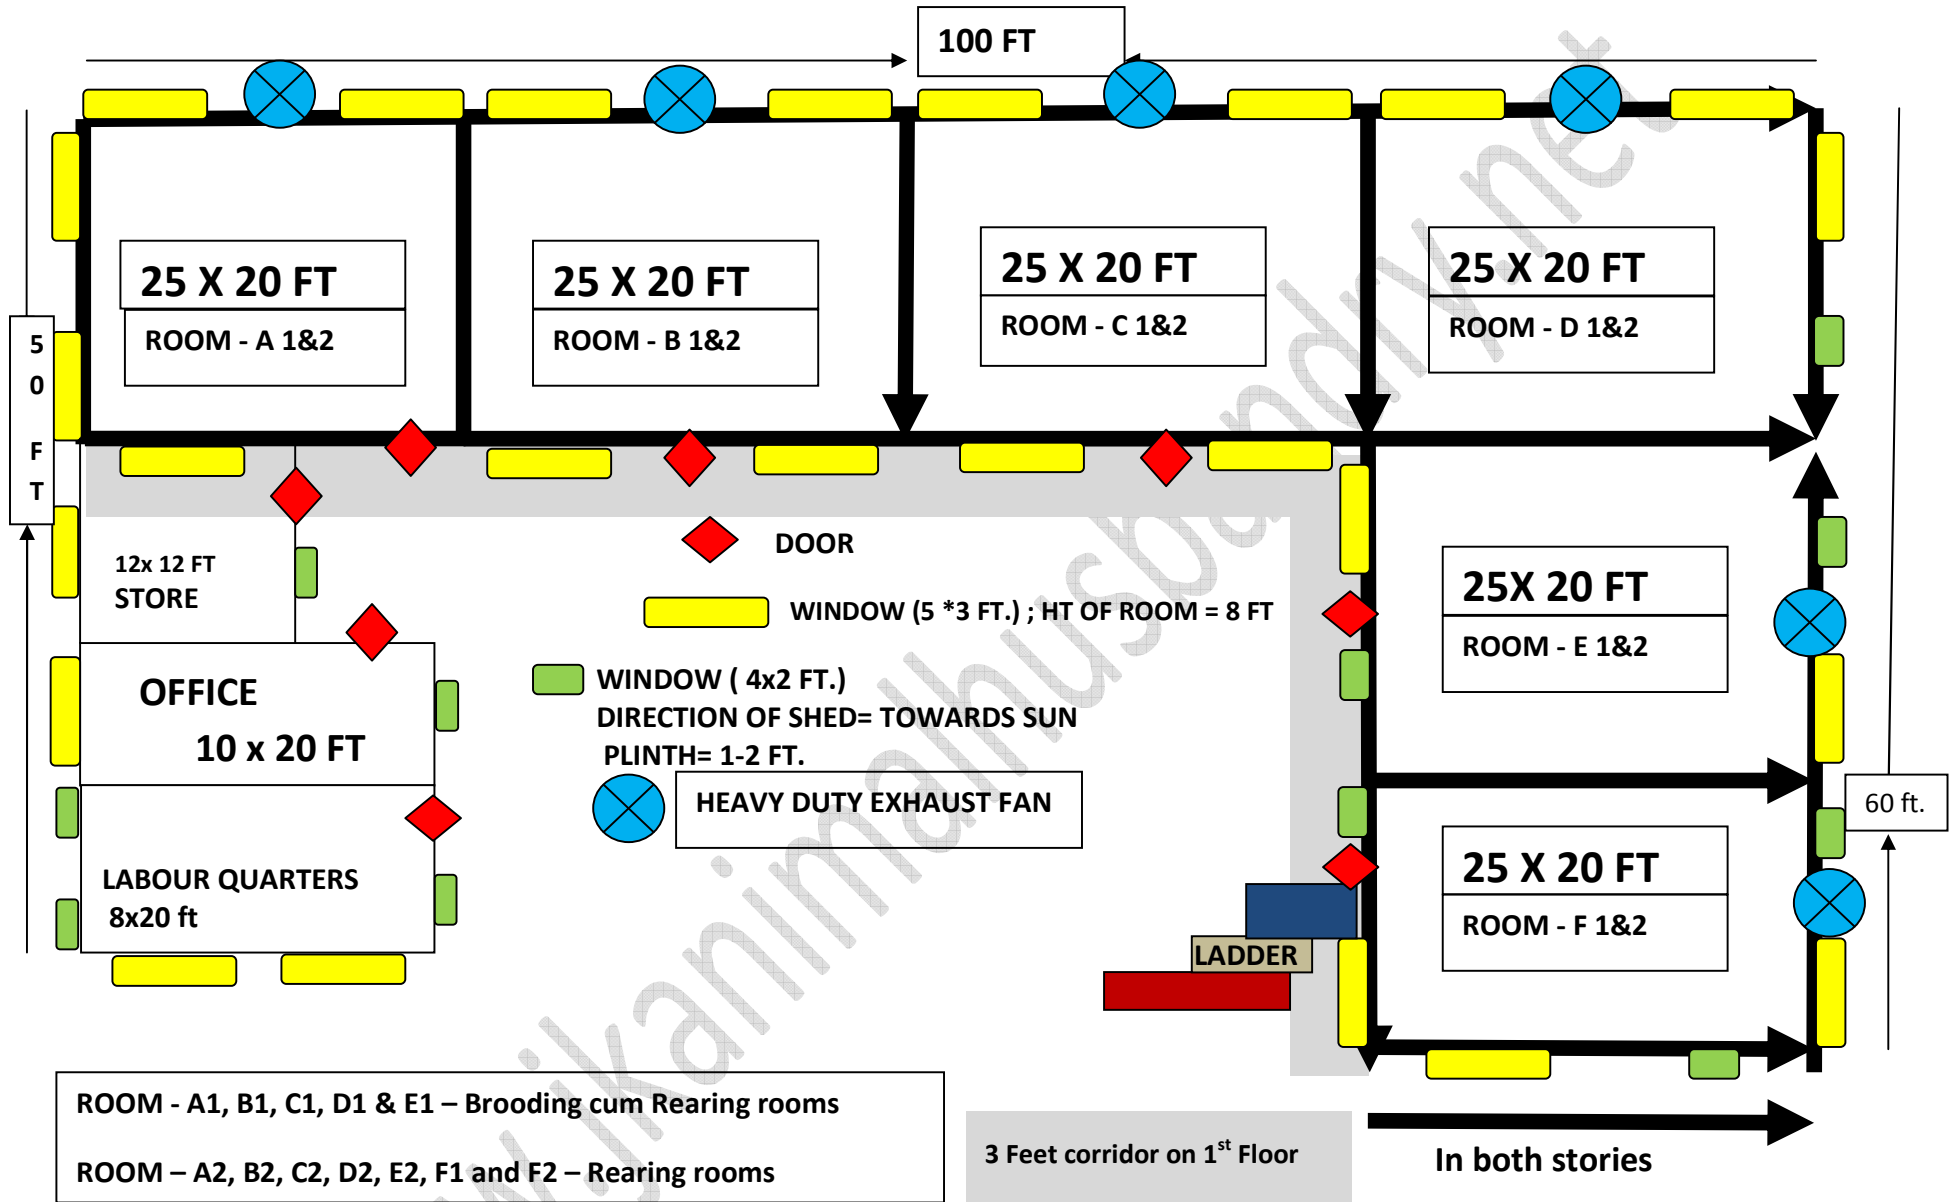 100 FT
25 X 20 FT
ROOM - A 1&2
25 X 20 FT
ROOM - B 1&2
25 X 20 FT
ROOM - C 1&2
25 X 20 FT
ROOM - D 1&2
5
0
F
T
DOOR
12x 12 FT
STORE
WINDOW (5 *3 FT.) ; HT OF ROOM = 8 FT
25X 20 FT
ROOM - E 1&2
OFFICE
10 x 20 FT
WINDOW ( 4x2 FT.)
DIRECTION OF SHED= TOWARDS SUN
PLINTH= 1-2 FT.
HEAVY DUTY EXHAUST FAN
60 ft.
LABOUR QUARTERS
8x20 ft
25 X 20 FT
ROOM - F 1&2
LADDER
ROOM - A1, B1, C1, D1 & E1 – Brooding cum Rearing rooms
ROOM – A2, B2, C2, D2, E2, F1 and F2 – Rearing rooms
3 Feet corridor on 1st Floor
In both stories
w.jkanimalhusbandry.net